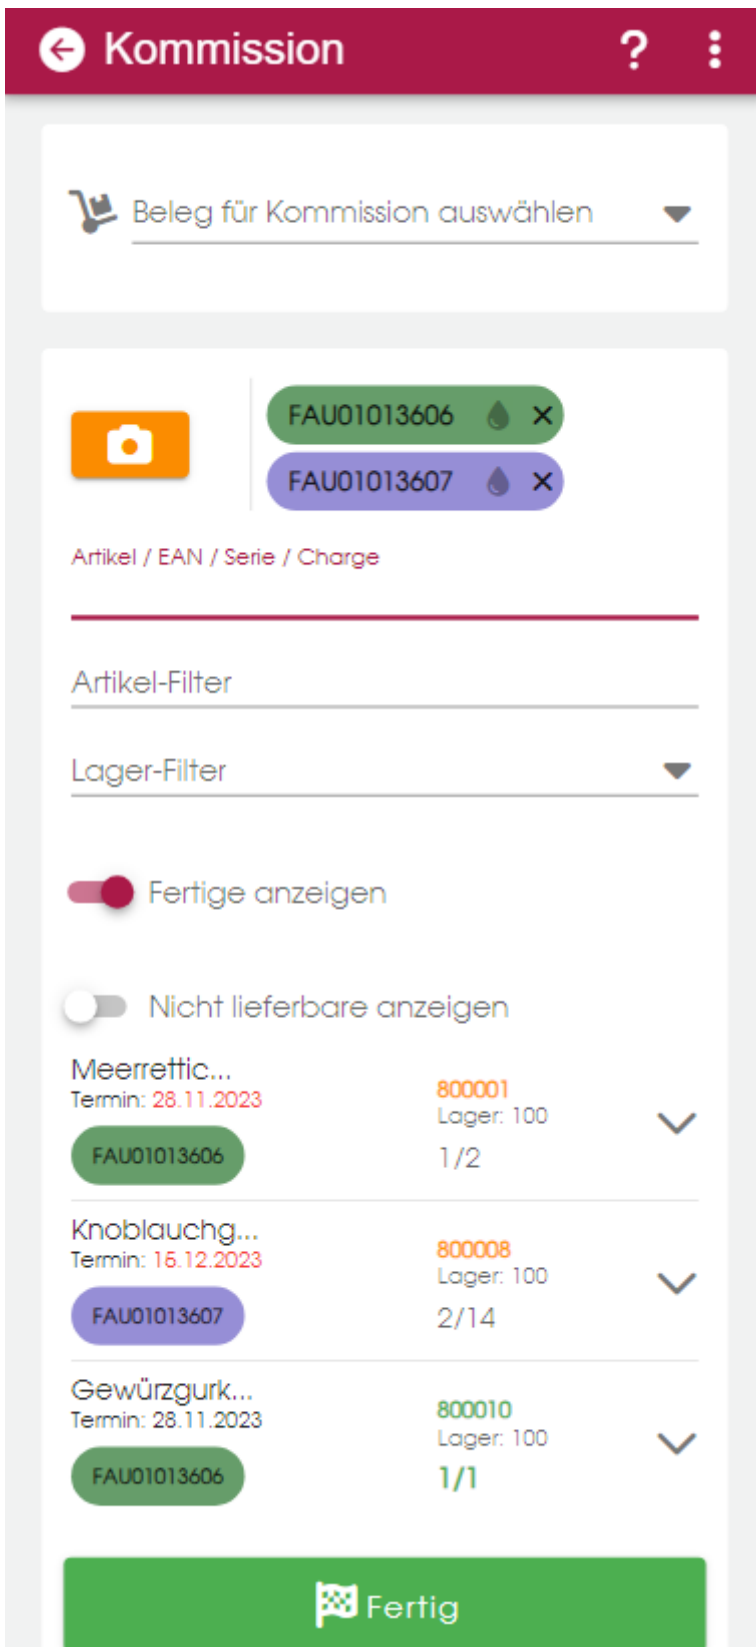 Kommission ?
Beleg für Kommission auswählen
FAU01013606
FAU01013607
Artikel / EAN / Serie / Charge
Artikel-Filter
Lager-Filter
Fertige anzeigen
Nicht lieferbare anzeigen
Meerrettic...
Termin: 28.11.2023
FAU01013606
800001
Lager: 100
1/2
Knoblauchg...
Termin: 15.12.2023
FAU01013607
800008
Lager: 100
2/14
Gewürzgurk...
Termin: 28.11.2023
FAU01013606
800010
Lager: 100
1/1
Fertig